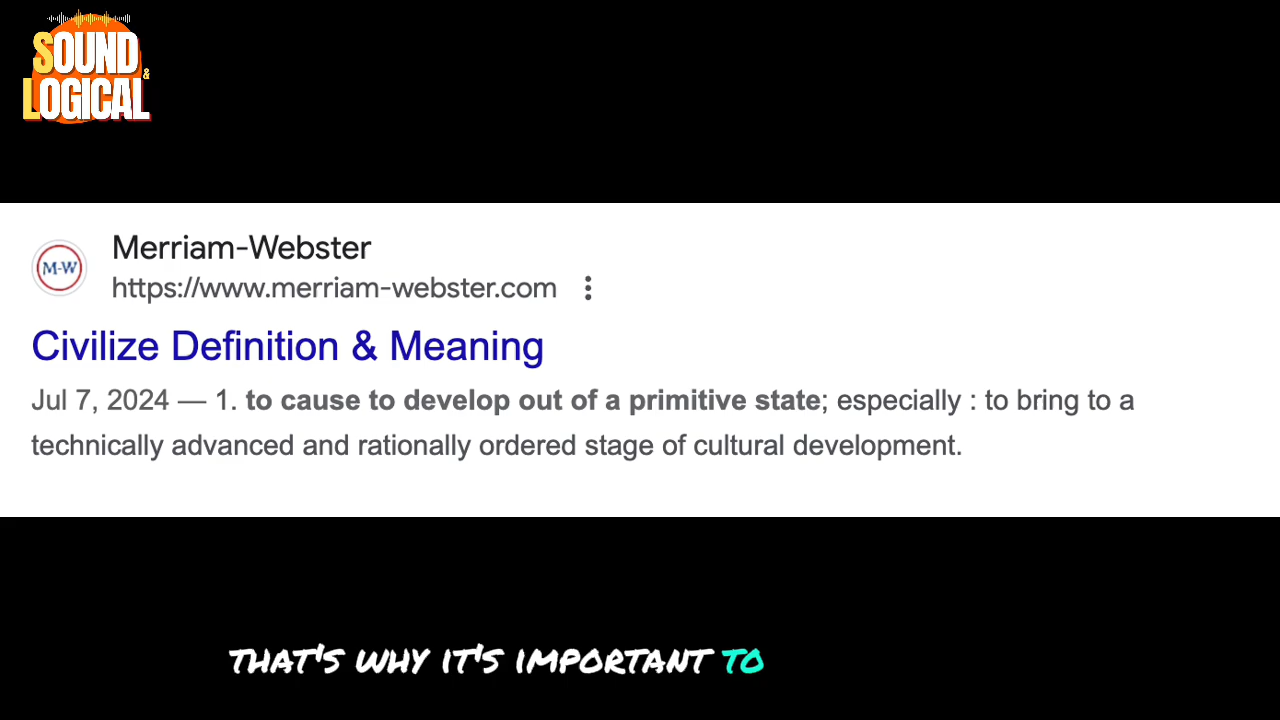 SOUND
&
LOGICAL
M-W
Merriam-Webster
https://www.merriam-webster.com
Civilize Definition & Meaning
Jul 7, 2024 — 1. to cause to develop out of a primitive state; especially : to bring to a
technically advanced and rationally ordered stage of cultural development.
THAT'S WHY IT'S IMPORTANT TO